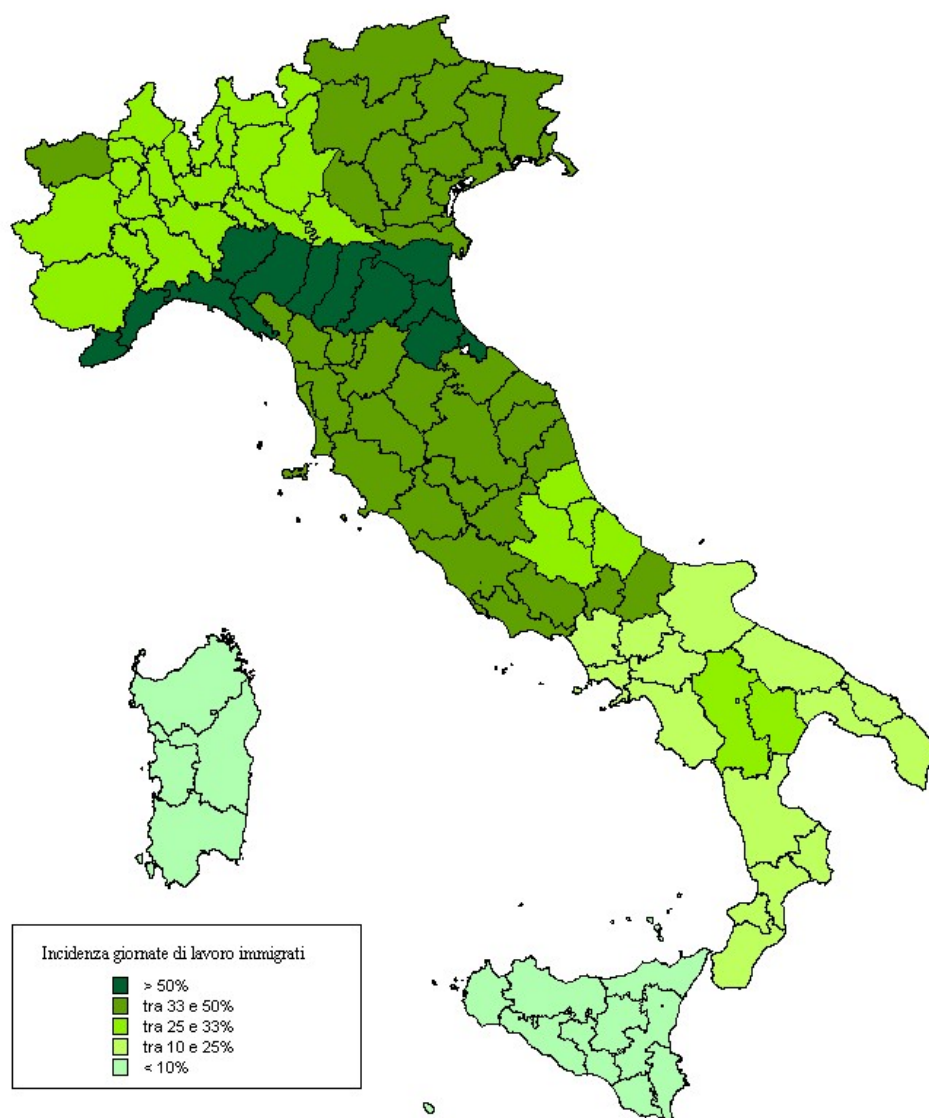 Incidenza giornate di lavoro immigrati
> 50%
tra 33 e 50%
tra 25 e 33%
tra 10 e 25%
< 10%